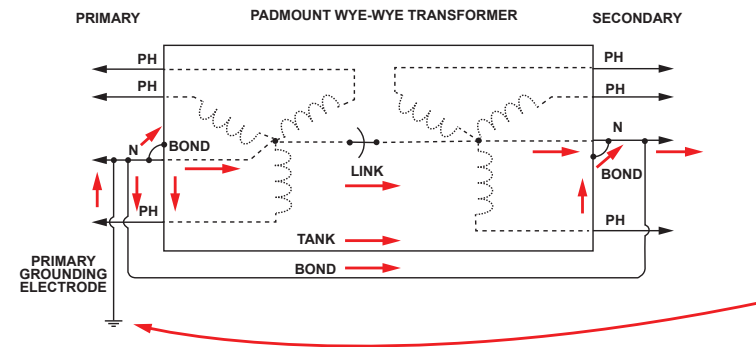 PRIMARY
PADMOUNT WYE-WYE TRANSFORMER
SECONDARY
PH
PH
PH
PH
N
BOND
N
LINK
BOND
PH
PH
TANK
PRIMARY
GROUNDING
ELECTRODE
BOND